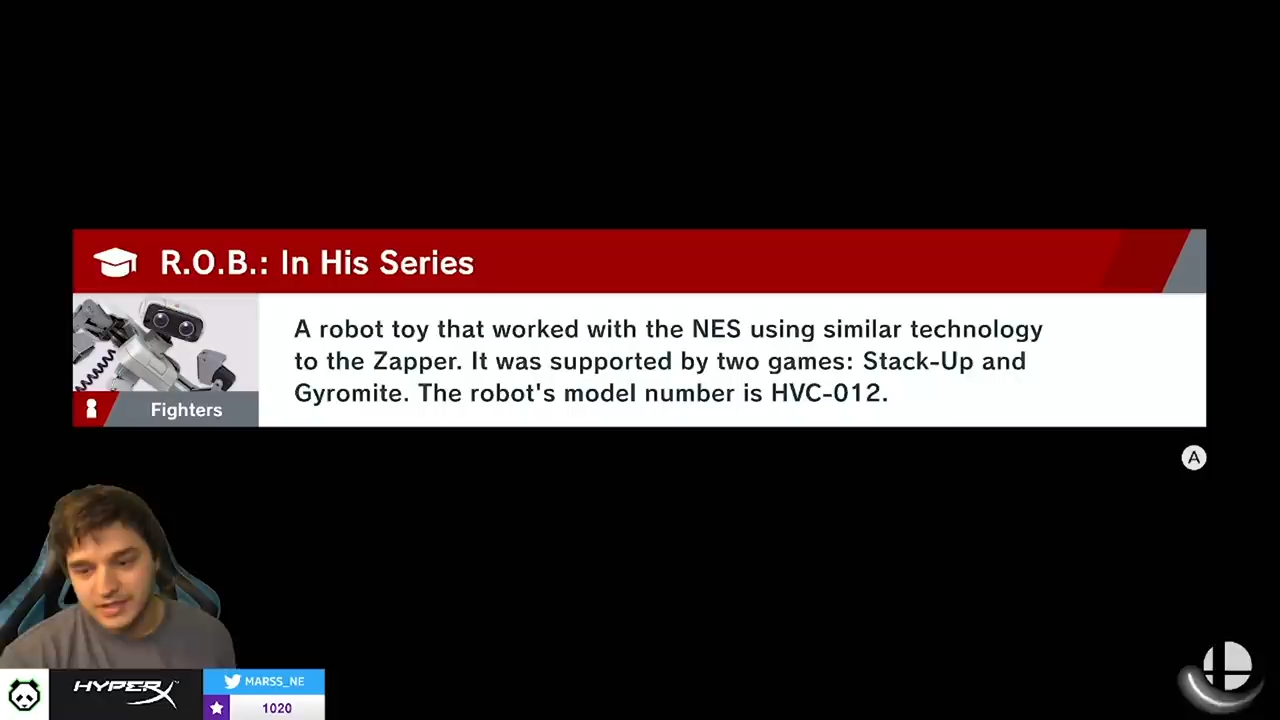 R.O.B.: In His Series
A robot toy that worked with the NES using similar technology
to the Zapper. It was supported by two games: Stack-Up and
Gyromite. The robot's model number is HVC-012.
Fighters
A
HYPERX
MARSS_NE
1020